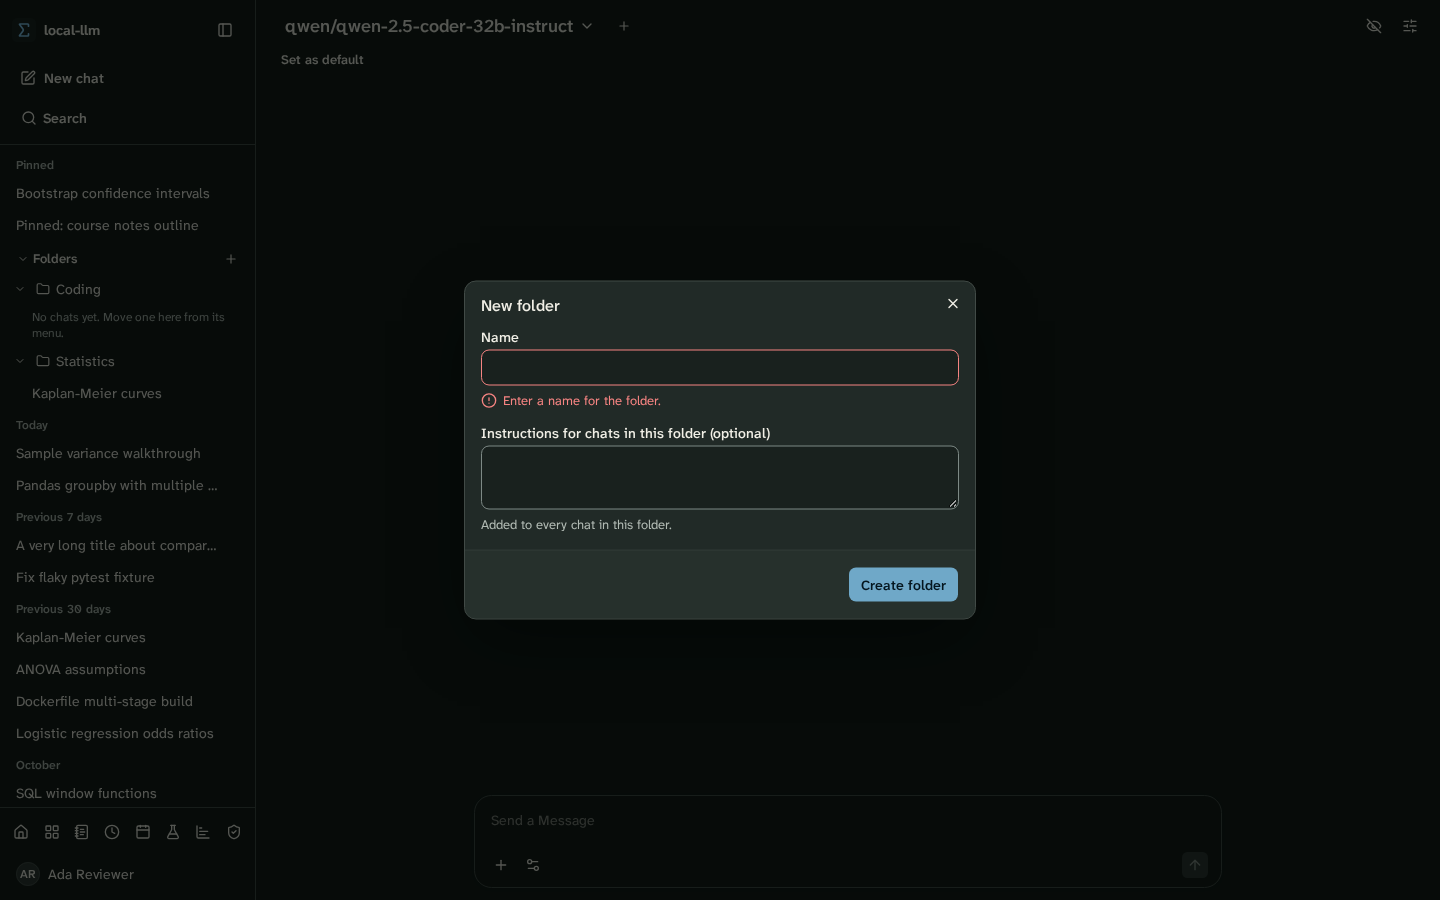 local-llm
New chat
Search
Pinned
Bootstrap confidence intervals
Pinned: course notes outline
Folders
Coding
No chats yet. Move one here from its
menu.
Statistics
Kaplan-Meier curves
Today
Sample variance walkthrough
Pandas groupby with multiple ...
Previous 7 days
A very long title about compar...
Fix flaky pytest fixture
Previous 30 days
Kaplan-Meier curves
ANOVA assumptions
Dockerfile multi-stage build
Logistic regression odds ratios
October
SQL window functions
AR Ada Reviewer
qwen/qwen-2.5-coder-32b-instruct
Set as default
New folder
Name
Enter a name for the folder.
Instructions for chats in this folder (optional)
Added to every chat in this folder.
Create folder
Send a Message